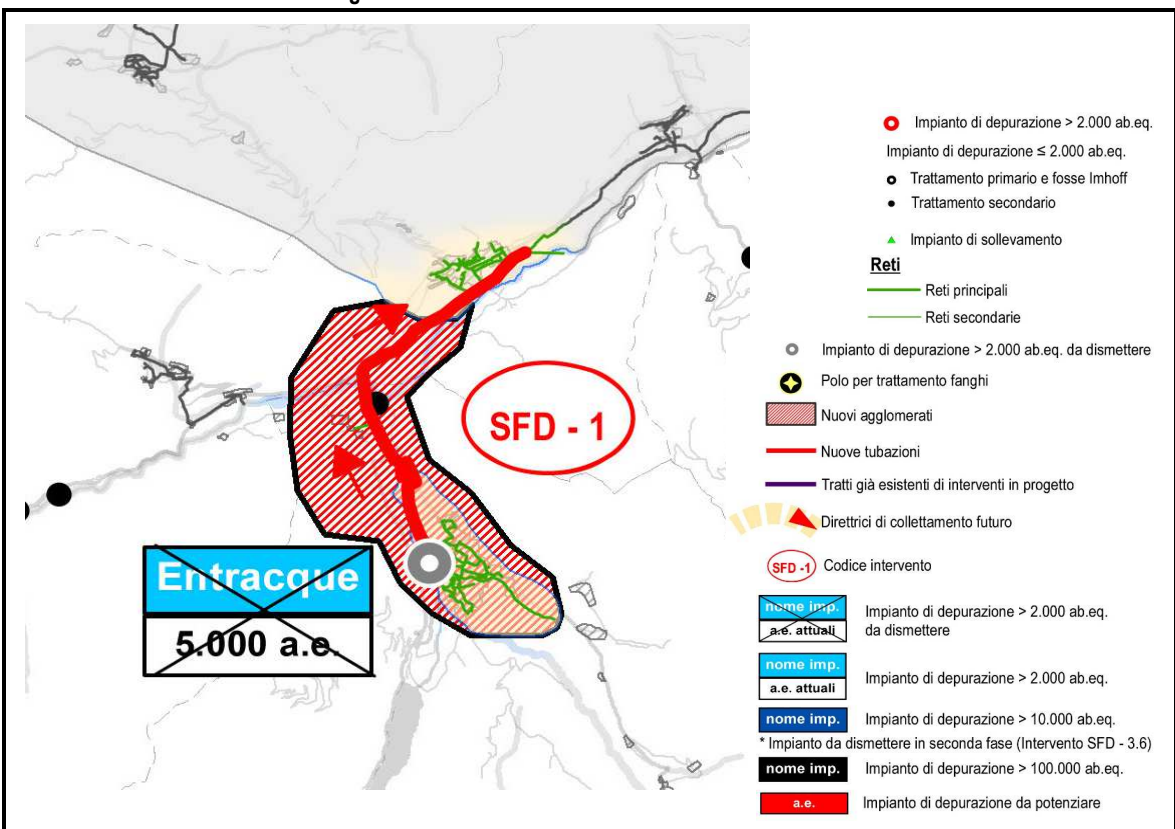 SFD - 1
Entracque
5.000 a.e.
Impianto di depurazione > 2.000 ab.eq.
Impianto di depurazione ≤ 2.000 ab.eq.
Trattamento primario e fosse Imhoff
Trattamento secondario
Impianto di sollevamento
Reti
Reti principali
Reti secondarie
Impianto di depurazione > 2.000 ab.eq. da dismettere
Polo per trattamento fanghi
Nuovi agglomerati
Nuove tubazioni
Tratti già esistenti di interventi in progetto
Direttrici di collettamento futuro
SFD -1 Codice intervento
nome imp.
a.e. attuali
Impianto di depurazione > 2.000 ab.eq.
da dismettere
nome imp.
a.e. attuali
Impianto di depurazione > 2.000 ab.eq.
nome imp. Impianto di depurazione > 10.000 ab.eq.
* Impianto da dismettere in seconda fase (Intervento SFD - 3.6)
nome imp. Impianto di depurazione > 100.000 ab.eq.
a.e. Impianto di depurazione da potenziare